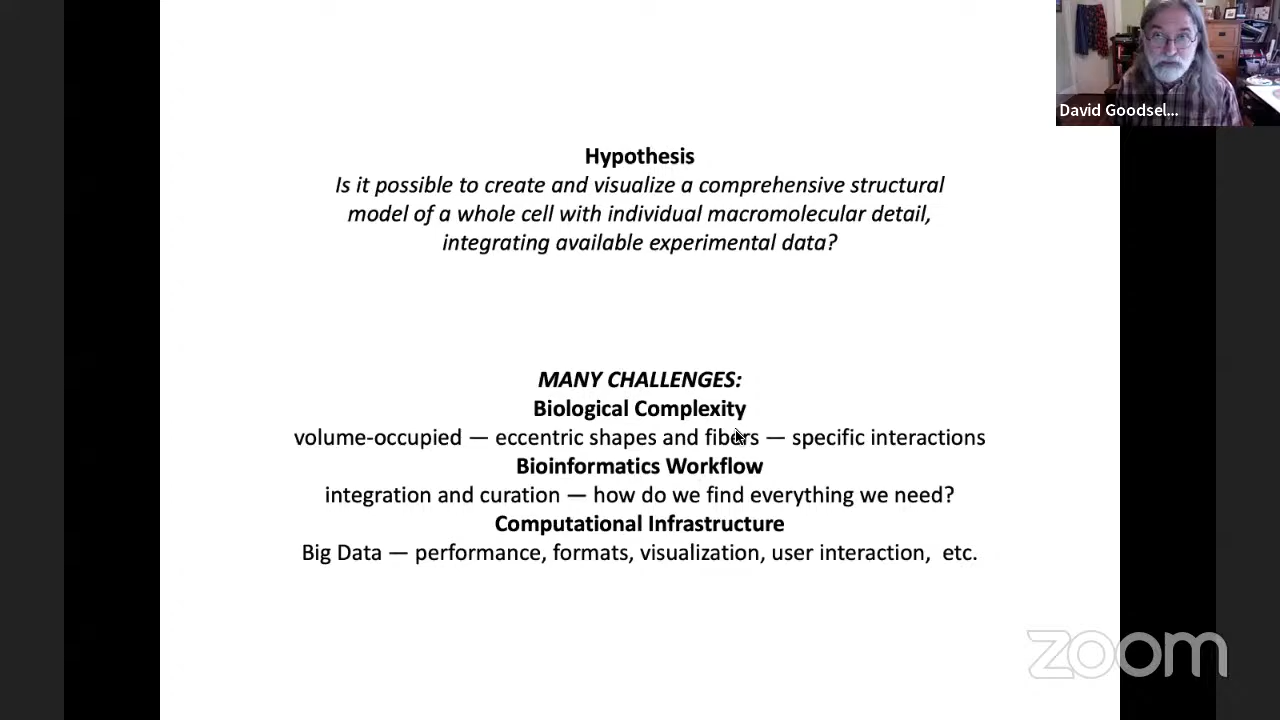 David Goodsel...
Hypothesis
Is it possible to create and visualize a comprehensive structural
model of a whole cell with individual macromolecular detail,
integrating available experimental data?
MANY CHALLENGES:
Biological Complexity
volume-occupied — eccentric shapes and fibers — specific interactions
Bioinformatics Workflow
integration and curation — how do we find everything we need?
Computational Infrastructure
Big Data — performance, formats, visualization, user interaction,  etc.
zoom